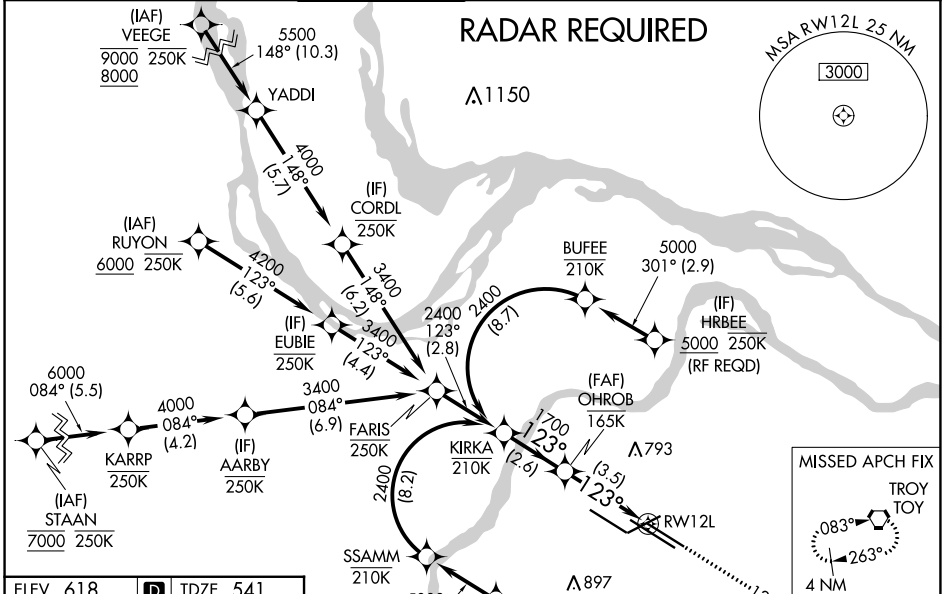 RADAR REQUIRED
MSA RW12L 25 NM
3000
(IAF)
VEEGE
9000 250K
8000
5500
148° (10.3)
YADDI
1150
4000
148°
(5.7)
(IF)
CORDL
250K
(IAF)
RUYON
6000 250K
4200
123°
(5.6)
3400
148°
(6.2)
BUFEE
210K
5000
301° (2.9)
(IF)
HRBEE
5000 250K
(RF REQD)
(IF)
EUBIE
250K
3400
123°
(4.4)
2400
123°
(2.8)
2400
(8.7)
6000
084° (5.5)
4000
084°
(4.2)
3400
084°
(6.9)
FARIS
250K
(FAF)
OHROB
165K
KARRP
250K
(IF)
AARBY
250K
KIRKA
210K
1700
123°
(2.6)
793
(3.5)
123°
(IAF)
STAAN
7000 250K
2400
(8.2)
RW12L
MISSED APCH FIX
TROY
TOY
083°
263°
4 NM
SSAMM
210K
897
ELEV 618
D
TDZE 541